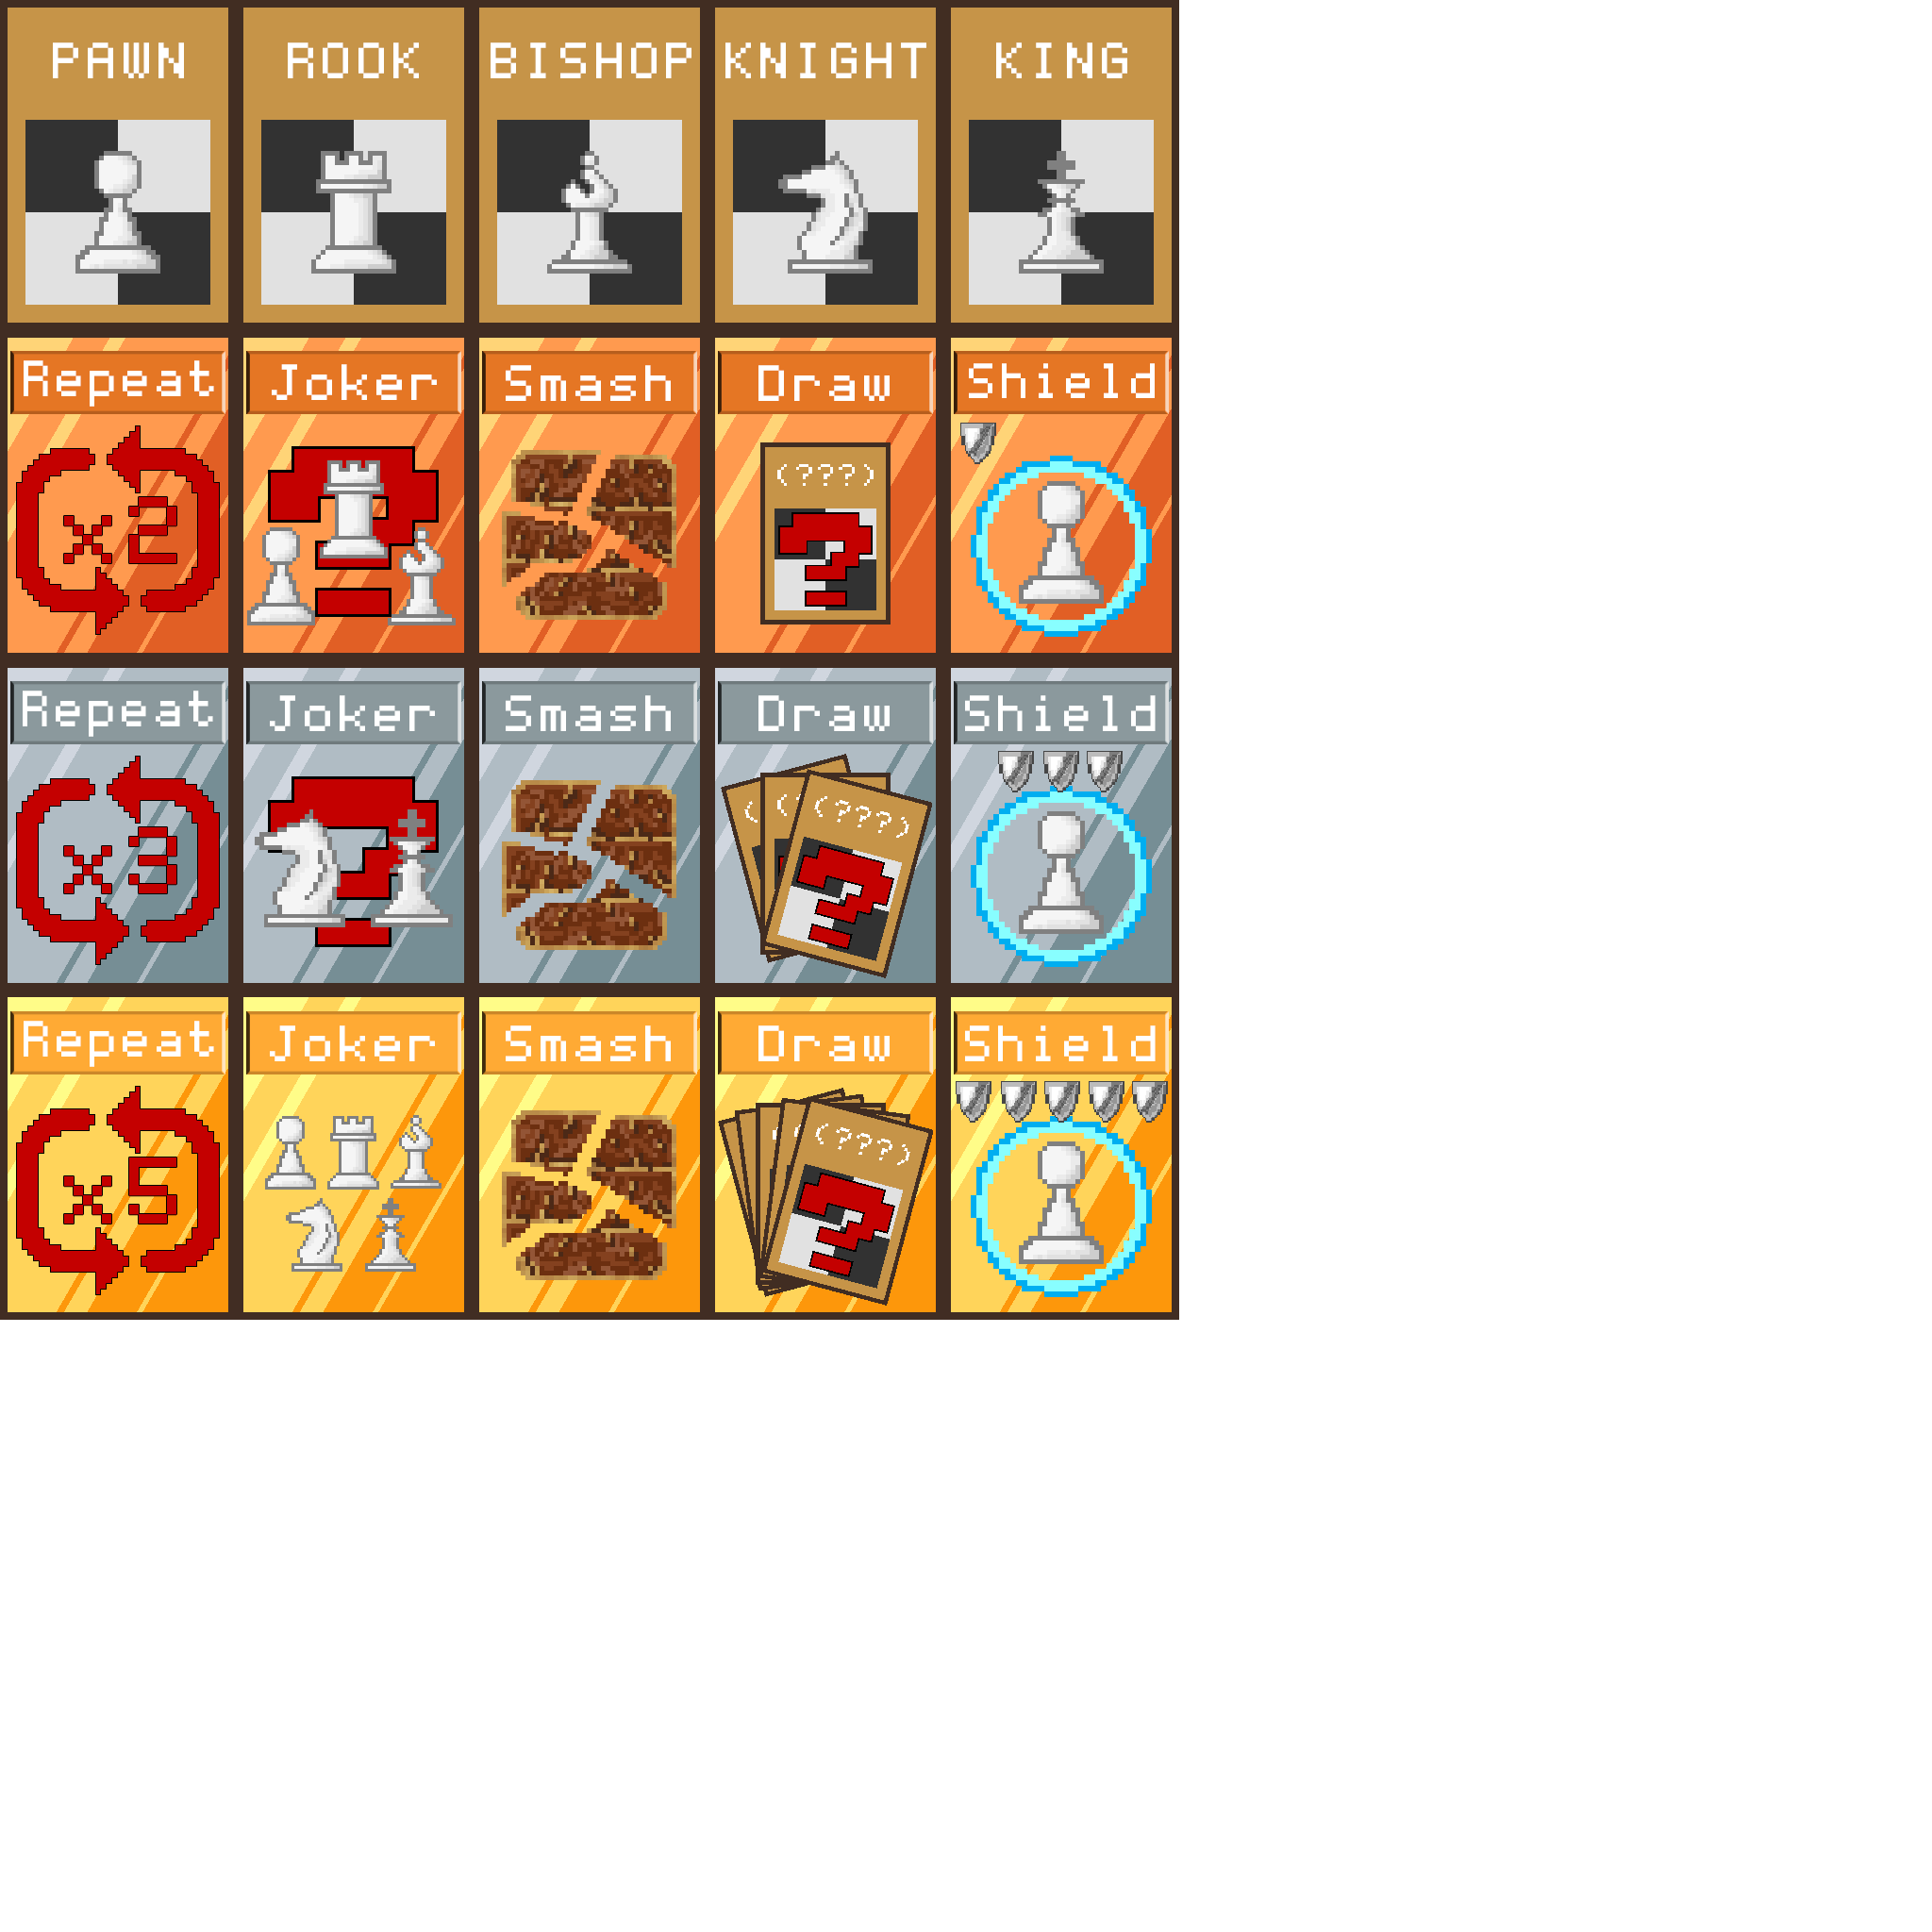 PAWN ROOK BISHOP KNIGHT KING
Repeat Joker Smash Draw Shield
x2 ? (???) ?
Repeat Joker Smash Draw Shield
x3 ? ( (? (???) ?
Repeat Joker Smash Draw Shield
x5 (???) ?